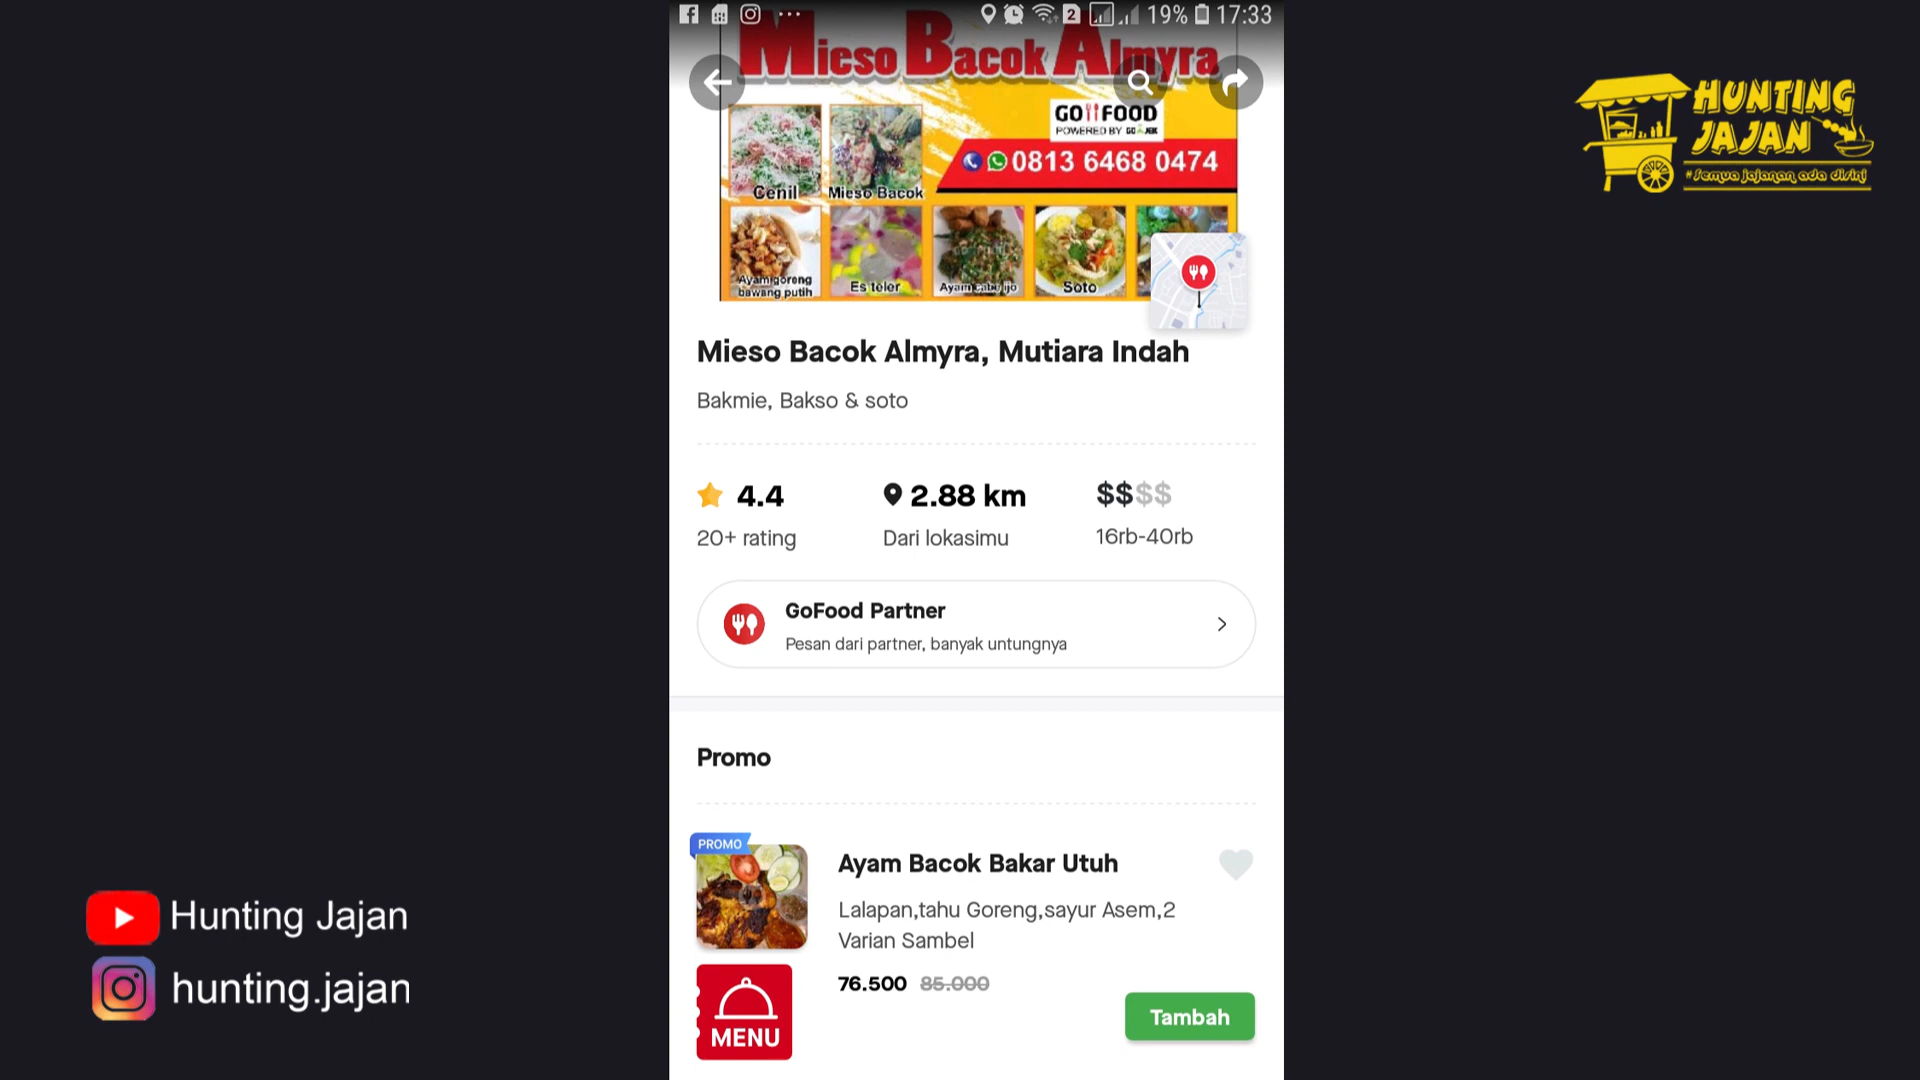 19% 17:33
Mieso Bacok Almyra
GO FOOD
POWERED BY GOJEK
0813 6468 0474
Cenil
Mieso Bacok
Ayam goreng
bawang putih
Es teler
Ayam cabe ijo
Soto
HUNTING
JAJAN
#Semua jajanan ada disini
Mieso Bacok Almyra, Mutiara Indah
Bakmie, Bakso & soto
4.4
20+ rating
2.88 km
Dari lokasimu
$$$$
16rb-40rb
GoFood Partner
Pesan dari partner, banyak untungnya
Promo
PROMO
Ayam Bacok Bakar Utuh
Lalapan,tahu Goreng,sayur Asem,2
Varian Sambel
76.500 85.000
Tambah
MENU
Hunting Jajan
hunting.jajan